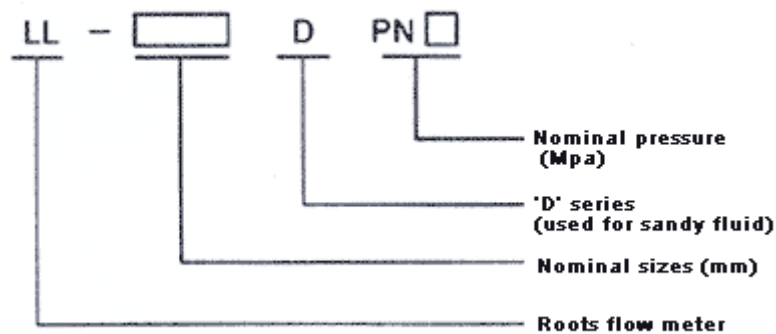 LL - D PN
Nominal pressure
(Mpa)
'D' series
(used for sandy fluid)
Nominal sizes (mm)
Roots flow meter